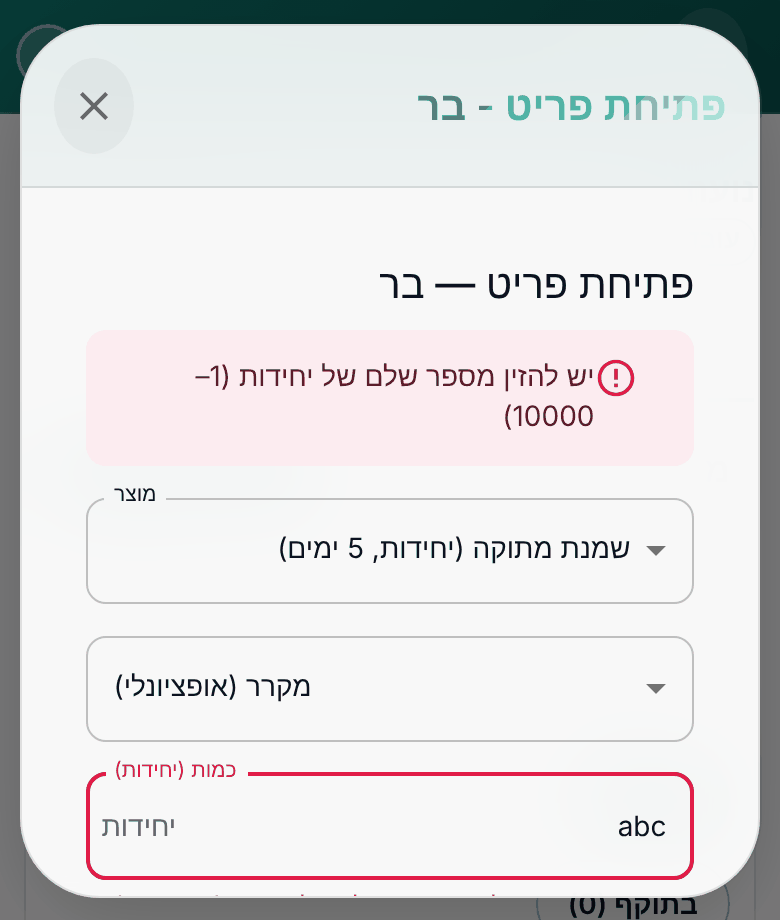 פתיחת פריט - בר
פתיחת פריט — בר
יש להזין מספר שלם של יחידות (1–
10000)
מוצר
שמנת מתוקה (יחידות, 5 ימים)
מקרר (אופציונלי)
כמות (יחידות)
abc יחידות
בתוקף (0)